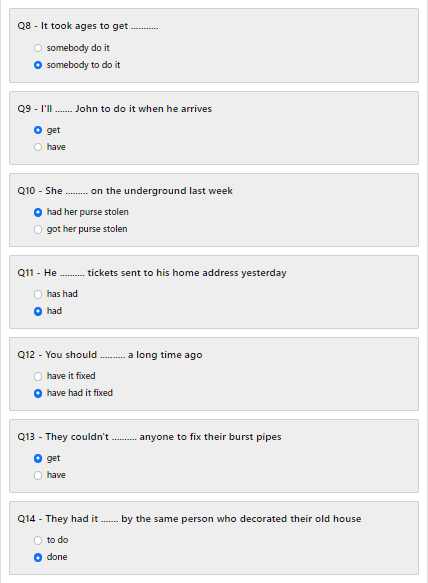 Q8 - It took ages to get ...........
somebody do it
somebody to do it
Q9 - I'll ....... John to do it when he arrives
get
have
Q10 - She ......... on the underground last week
had her purse stolen
got her purse stolen
Q11 - He .......... tickets sent to his home address yesterday
has had
had
Q12 - You should .......... a long time ago
have it fixed
have had it fixed
Q13 - They couldn't .......... anyone to fix their burst pipes
get
have
Q14 - They had it ....... by the same person who decorated their old house
to do
done